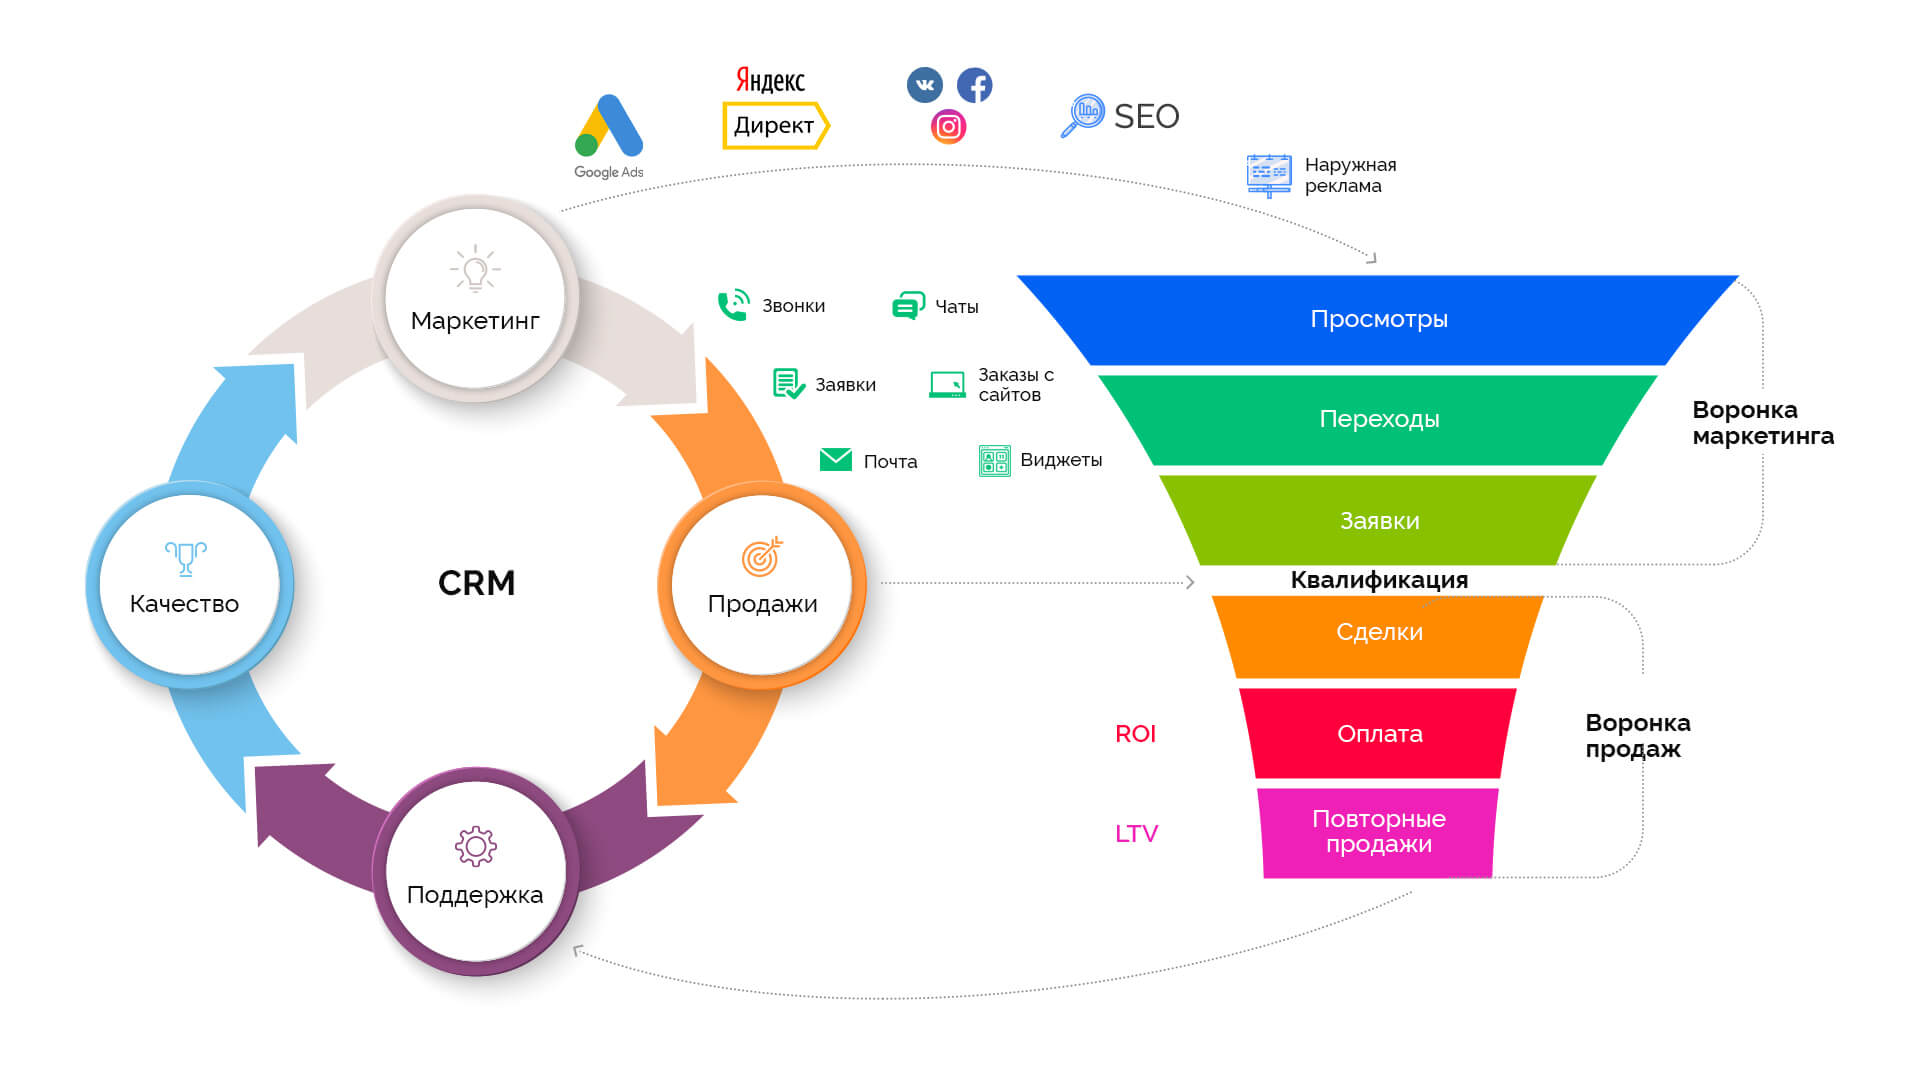 Яндекс
Директ
Google Ads
SEO
Наружная
реклама
Маркетинг
Звонки
Чаты
Заявки
Заказы с
сайтов
Почта
Виджеты
Качество
CRM
Продажи
Поддержка
Просмотры
Переходы
Заявки
Воронка
маркетинга
Квалификация
Сделки
ROI
Оплата
Воронка
продаж
LTV
Повторные
продажи